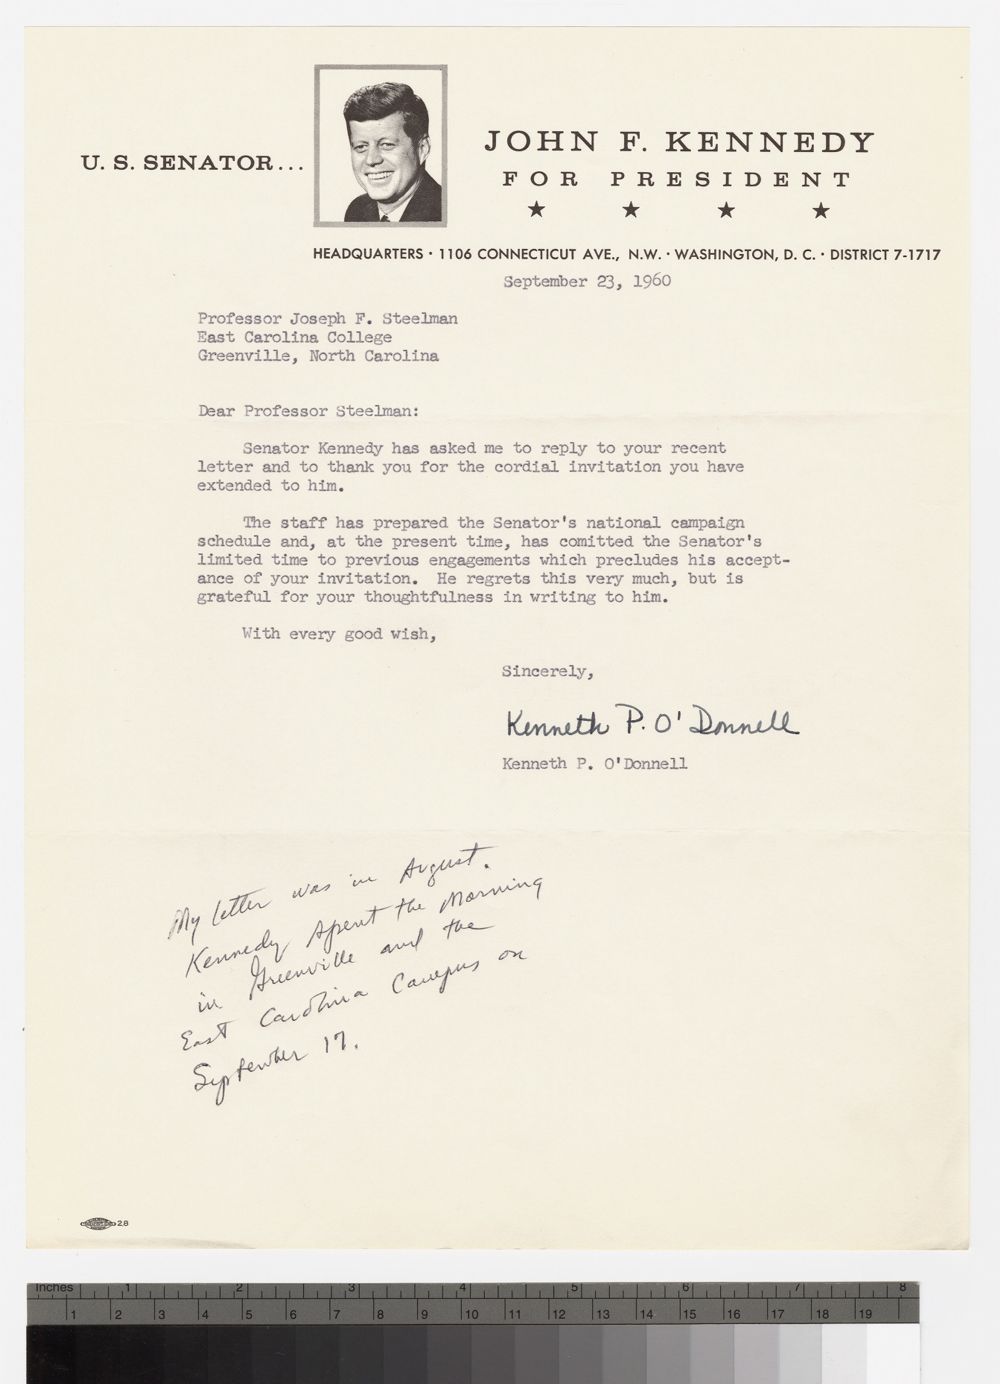 U. S. SENATOR...
JOHN F. KENNEDY
FOR PRESIDENT
HEADQUARTERS · 1106 CONNECTICUT AVE., N.W. · WASHINGTON, D. C. · DISTRICT 7-1717
September 23, 1960
Professor Joseph F. Steelman
East Carolina College
Greenville, North Carolina
Dear Professor Steelman:
Senator Kennedy has asked me to reply to your recent
letter and to thank you for the cordial invitation you have
extended to him.
The staff has prepared the Senator's national campaign
schedule and, at the present time, has comitted the Senator's
limited time to previous engagements which precludes his accept-
ance of your invitation. He regrets this very much, but is
grateful for your thoughtfulness in writing to him.
With every good wish,
Sincerely,
Kenneth P. O'Donnell
Kenneth P. O'Donnell
My letter was in August.
Kennedy spent the morning
in Greenville and the
East Carolina Campus on
September 17.
28
Inches 1 2 3 4 5 6 7 8
1 2 3 4 5 6 7 8 9 10 11 12 13 14 15 16 17 18 19